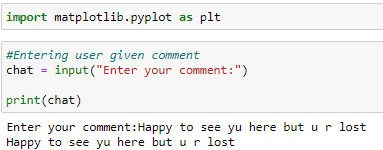 import matplotlib.pyplot as plt
#Entering user given comment
chat = input("Enter your comment:")
print(chat)
Enter your comment:Happy to see yu here but u r lost
Happy to see yu here but u r lost